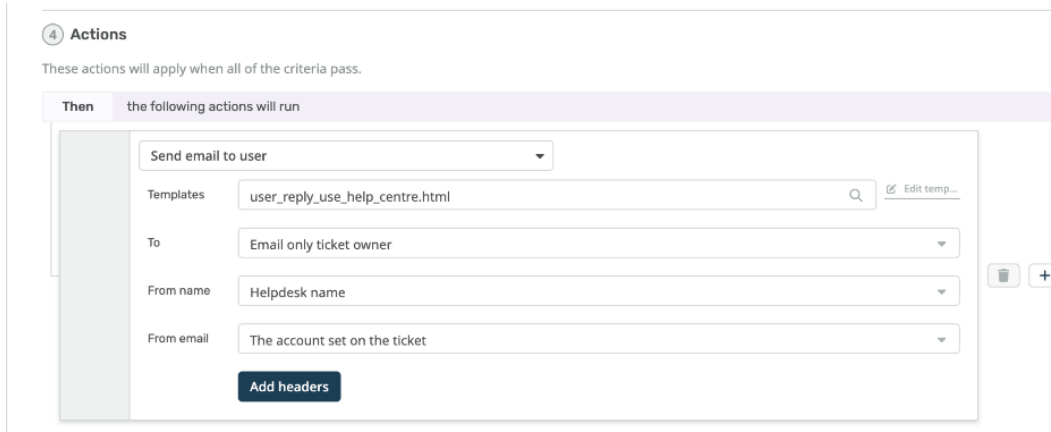 4 Actions
These actions will apply when all of the criteria pass.
Then the following actions will run
Send email to user
Templates user_reply_use_help_centre.html Edit temp...
To Email only ticket owner
From name Helpdesk name
From email The account set on the ticket
Add headers